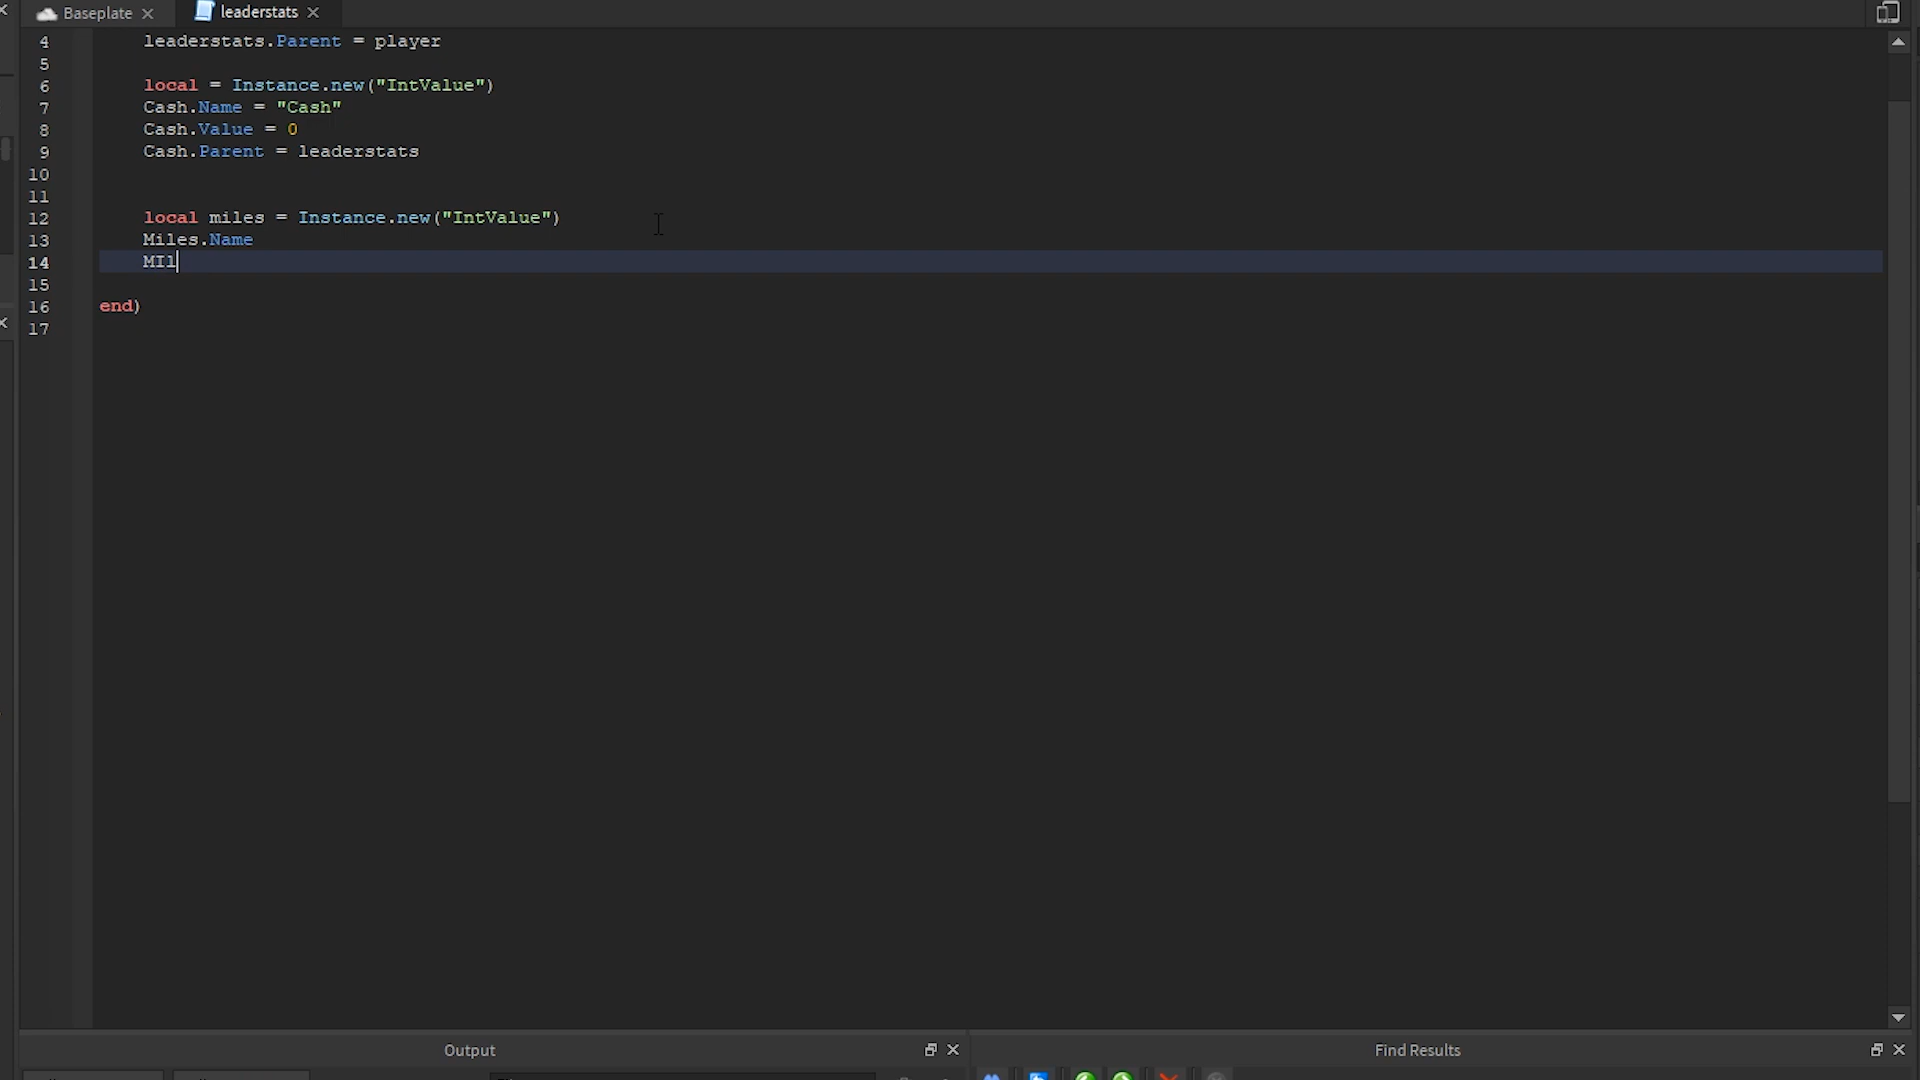 Baseplate
leaderstats
4 leaderstats.Parent = player
5
6 local = Instance.new("IntValue")
7 Cash.Name = "Cash"
8 Cash.Value = 0
9 Cash.Parent = leaderstats
10
11
12 local miles = Instance.new("IntValue")
13 Miles.Name
14 MIl
15
16 end)
17
Output
Find Results